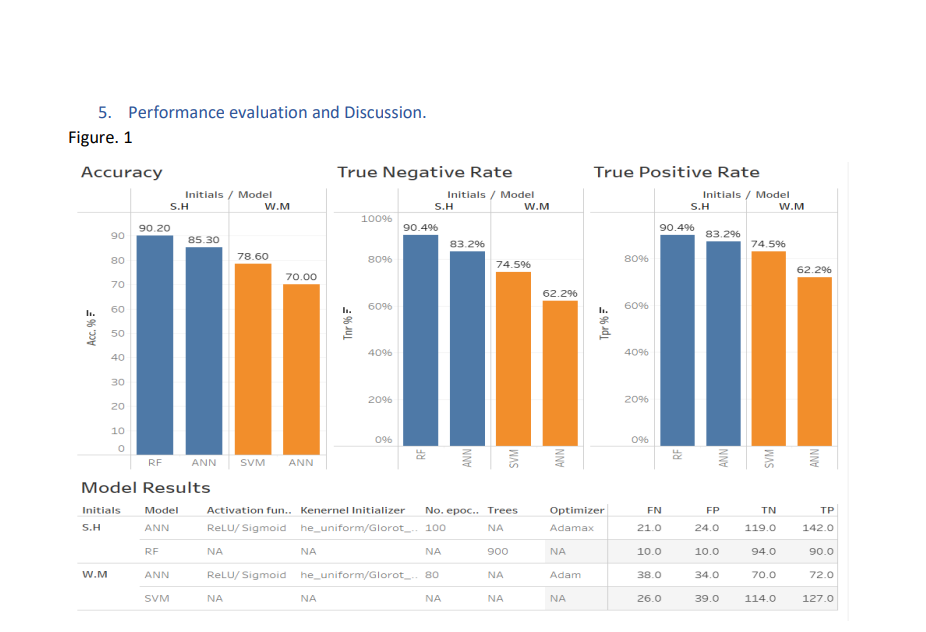 5. Performance evaluation and Discussion.
Figure. 1
Accuracy
Initials / Model
S.H W.M
90.20
85.30
78.60
70.00
90
80
70
60
50
40
30
20
10
0
Acc. %
RF ANN SVM ANN
True Negative Rate
Initials / Model
S.H W.M
90.4%
83.2%
74.5%
62.2%
100%
80%
60%
40%
20%
0%
Tnr %
RF ANN SVM ANN
True Positive Rate
Initials / Model
S.H W.M
90.4%
83.2%
74.5%
62.2%
80%
60%
40%
20%
0%
Tpr %
RF ANN SVM ANN
Model Results
Initials Model Activation fun.. Kenernel Initializer No. epoc.. Trees Optimizer FN FP TN TP
S.H ANN ReLU/ Sigmoid he_uniform/Glorot_.. 100 NA Adamax 21.0 24.0 119.0 142.0
RF NA NA NA 900 NA 10.0 10.0 94.0 90.0
W.M ANN ReLU/ Sigmoid he_uniform/Glorot_.. 80 NA Adam 38.0 34.0 70.0 72.0
SVM NA NA NA NA NA 26.0 39.0 114.0 127.0